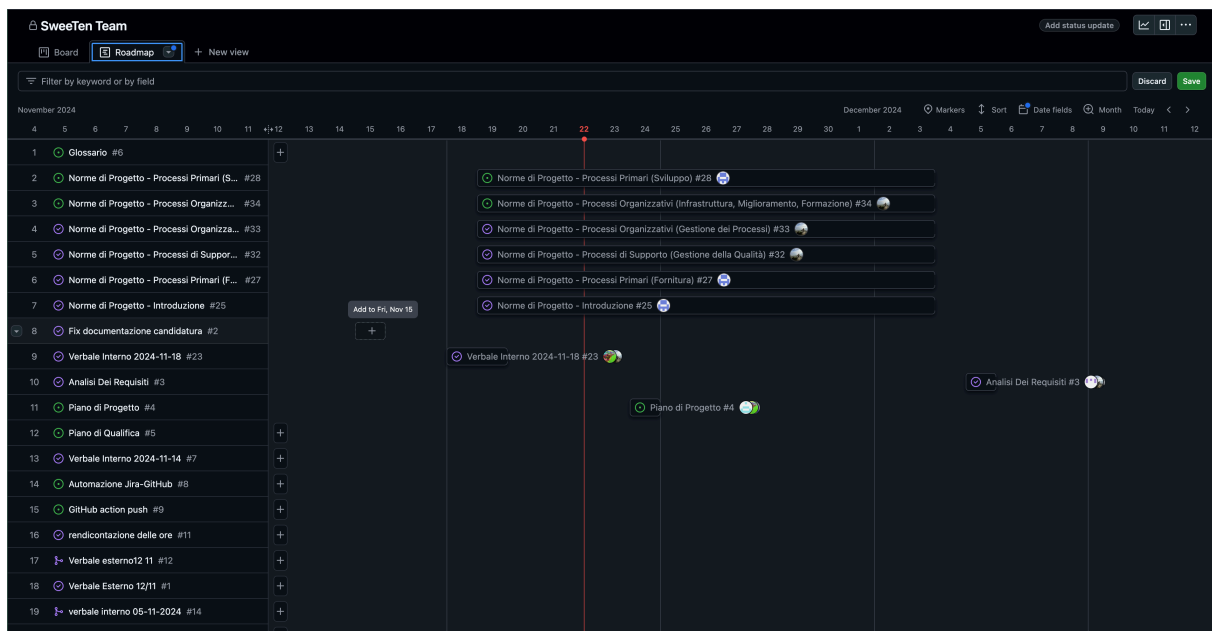 SweeTen Team
Add status update
Board
Roadmap
New view
Filter by keyword or by field
Discard
Save
November 2024
December 2024
Markers
Sort
Date fields
Month
Today
4 5 6 7 8 9 10 11 12 13 14 15 16 17 18 19 20 21 22 23 24 25 26 27 28 29 30 1 2 3 4 5 6 7 8 9 10 11 12
1 Glossario #6
2 Norme di Progetto - Processi Primari (S... #28
Norme di Progetto - Processi Primari (Sviluppo) #28
3 Norme di Progetto - Processi Organizz... #34
Norme di Progetto - Processi Organizzativi (Infrastruttura, Miglioramento, Formazione) #34
4 Norme di Progetto - Processi Organizza... #33
Norme di Progetto - Processi Organizzativi (Gestione dei Processi) #33
5 Norme di Progetto - Processi di Suppor... #32
Norme di Progetto - Processi di Supporto (Gestione della Qualità) #32
6 Norme di Progetto - Processi Primari (F... #27
Norme di Progetto - Processi Primari (Fornitura) #27
7 Norme di Progetto - Introduzione #25
Add to Fri, Nov 15
Norme di Progetto - Introduzione #25
8 Fix documentazione candidatura #2
9 Verbale Interno 2024-11-18 #23
Verbale Interno 2024-11-18 #23
10 Analisi Dei Requisiti #3
Analisi Dei Requisiti #3
11 Piano di Progetto #4
Piano di Progetto #4
12 Piano di Qualifica #5
13 Verbale Interno 2024-11-14 #7
14 Automazione Jira-GitHub #8
15 GitHub action push #9
16 rendicontazione delle ore #11
17 Verbale esterno12 11 #12
18 Verbale Esterno 12/11 #1
19 verbale interno 05-11-2024 #14